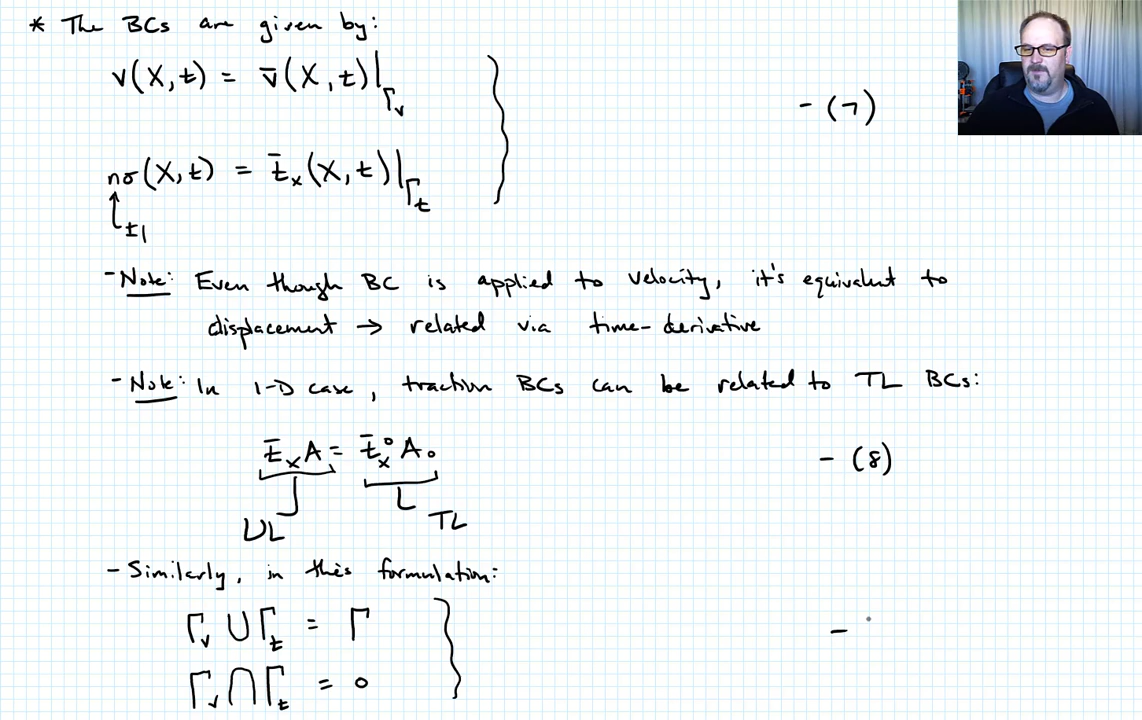 * The BCs are given by:
v(X,t) = v̄(X,t)|Γv
- (7)
nσ(X,t) = t̄x(X,t)|Γt
±1
- Note: Even though BC is applied to velocity, it's equivalent to
displacement → related via time-derivative
- Note: In 1-D case, traction BCs can be related to TL BCs:
t̄xA = t̄x°A₀
- (8)
UL
TL
- Similarly, in this formulation:
Γv ∪ Γt = Γ
Γv ∩ Γt = 0
-